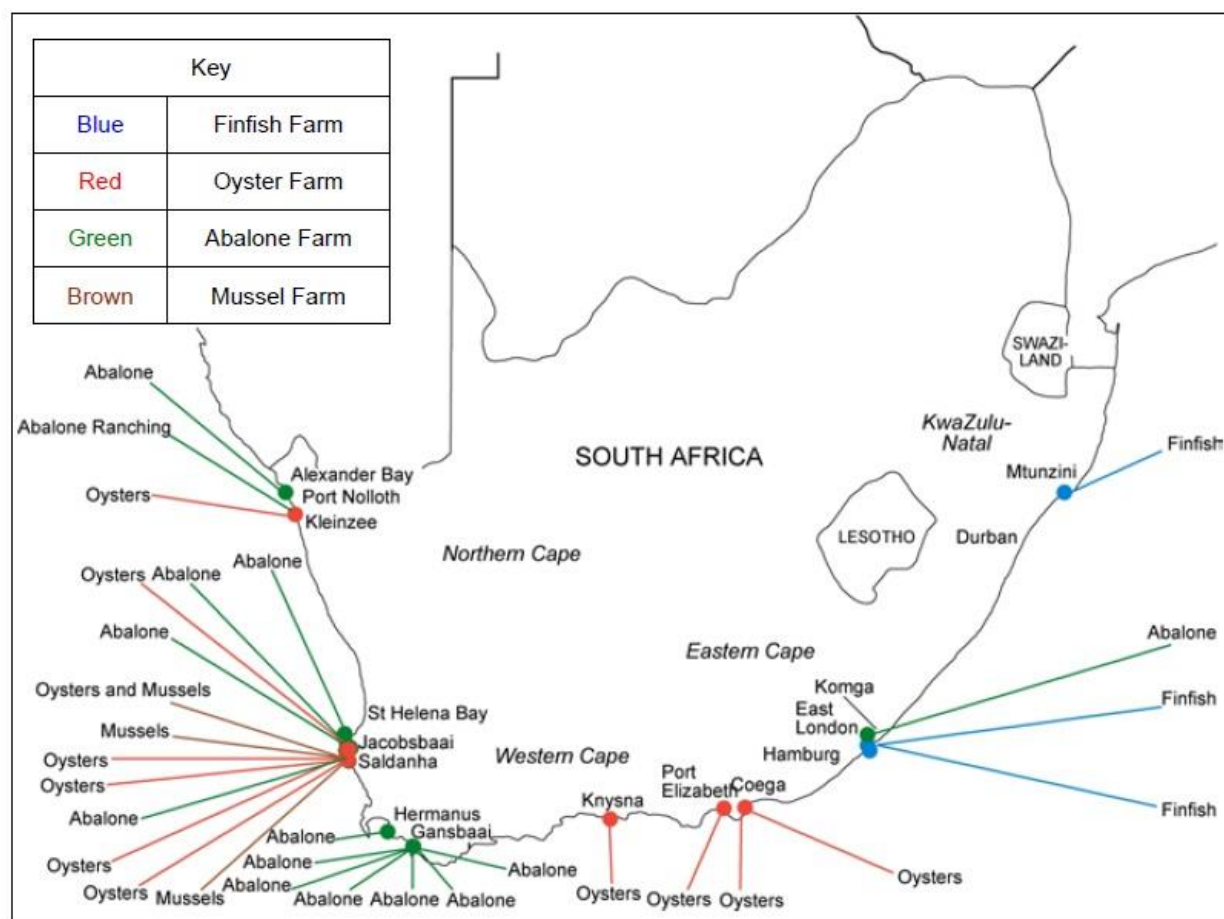 Key
Blue Finfish Farm
Red Oyster Farm
Green Abalone Farm
Brown Mussel Farm
SWAZI-
LAND
Abalone
Abalone Ranching
KwaZulu-
Natal
SOUTH AFRICA
Finfish
Alexander Bay
Mtunzini
Oysters
Port Nolloth
Kleinzee
LESOTHO
Durban
Northern Cape
Abalone
Oysters
Abalone
Abalone
Abalone
Eastern Cape
Oysters and Mussels
Komga
Finfish
St Helena Bay
East
London
Mussels
Jacobsbaai
Western Cape
Hamburg
Oysters
Saldanha
Port
Elizabeth
Coega
Oysters
Knysna
Finfish
Abalone
Hermanus
Gansbaai
Abalone
Oysters
Abalone
Abalone
Oysters
Abalone
Oysters
Mussels
Abalone
Abalone
Abalone
Oysters
Oysters
Oysters